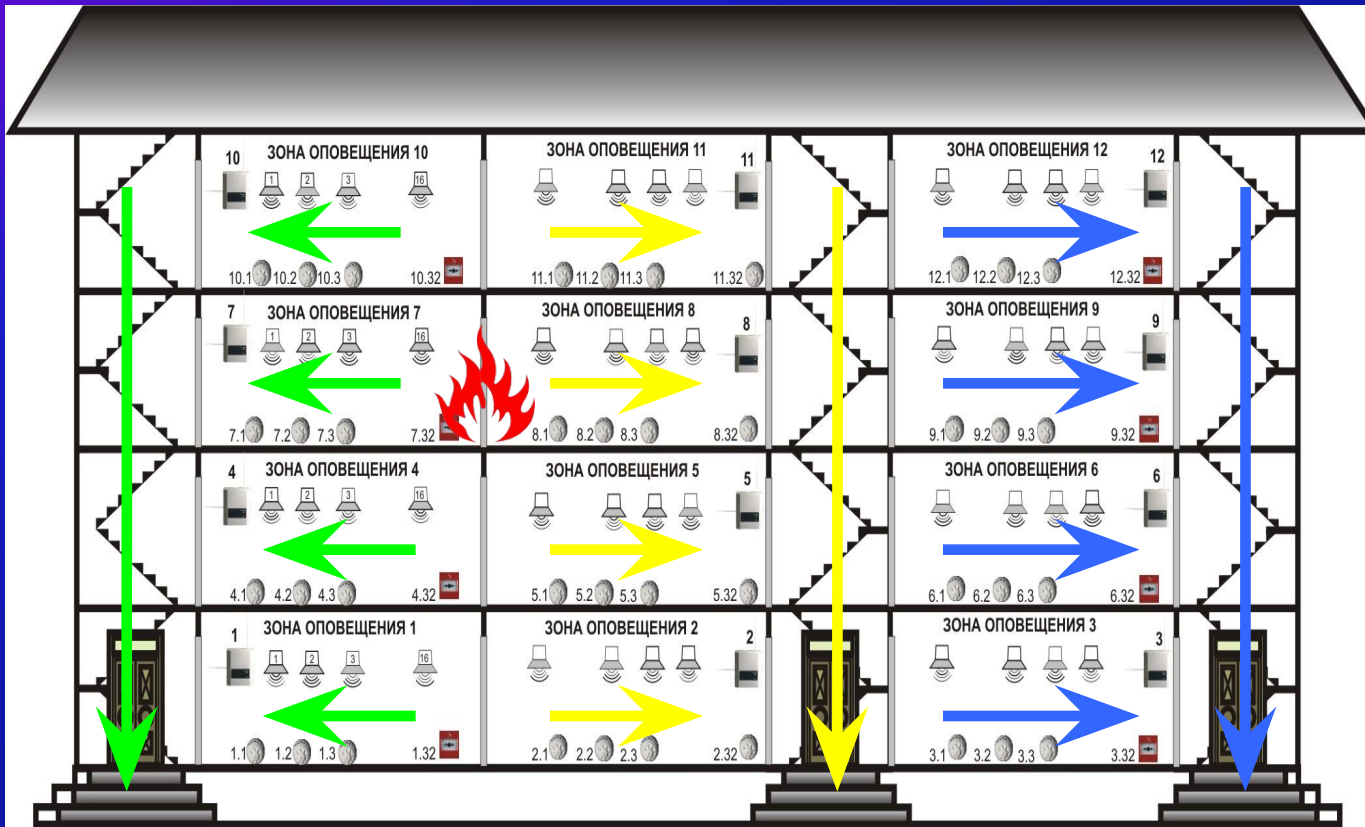 ЗОНА ОПОВЕЩЕНИЯ 10
10
1 2 3 16
10.1 10.2 10.3 10.32
ЗОНА ОПОВЕЩЕНИЯ 11
11
11.1 11.2 11.3 11.32
ЗОНА ОПОВЕЩЕНИЯ 12
12
12.1 12.2 12.3 12.32
ЗОНА ОПОВЕЩЕНИЯ 7
7
1 2 3 16
7.1 7.2 7.3 7.32
ЗОНА ОПОВЕЩЕНИЯ 8
8
8.1 8.2 8.3 8.32
ЗОНА ОПОВЕЩЕНИЯ 9
9
9.1 9.2 9.3 9.32
ЗОНА ОПОВЕЩЕНИЯ 4
4
1 2 3 16
4.1 4.2 4.3 4.32
ЗОНА ОПОВЕЩЕНИЯ 5
5
5.1 5.2 5.3 5.32
ЗОНА ОПОВЕЩЕНИЯ 6
6
6.1 6.2 6.3 6.32
ЗОНА ОПОВЕЩЕНИЯ 1
1
1 2 3 16
1.1 1.2 1.3 1.32
ЗОНА ОПОВЕЩЕНИЯ 2
2
2.1 2.2 2.3 2.32
ЗОНА ОПОВЕЩЕНИЯ 3
3
3.1 3.2 3.3 3.32